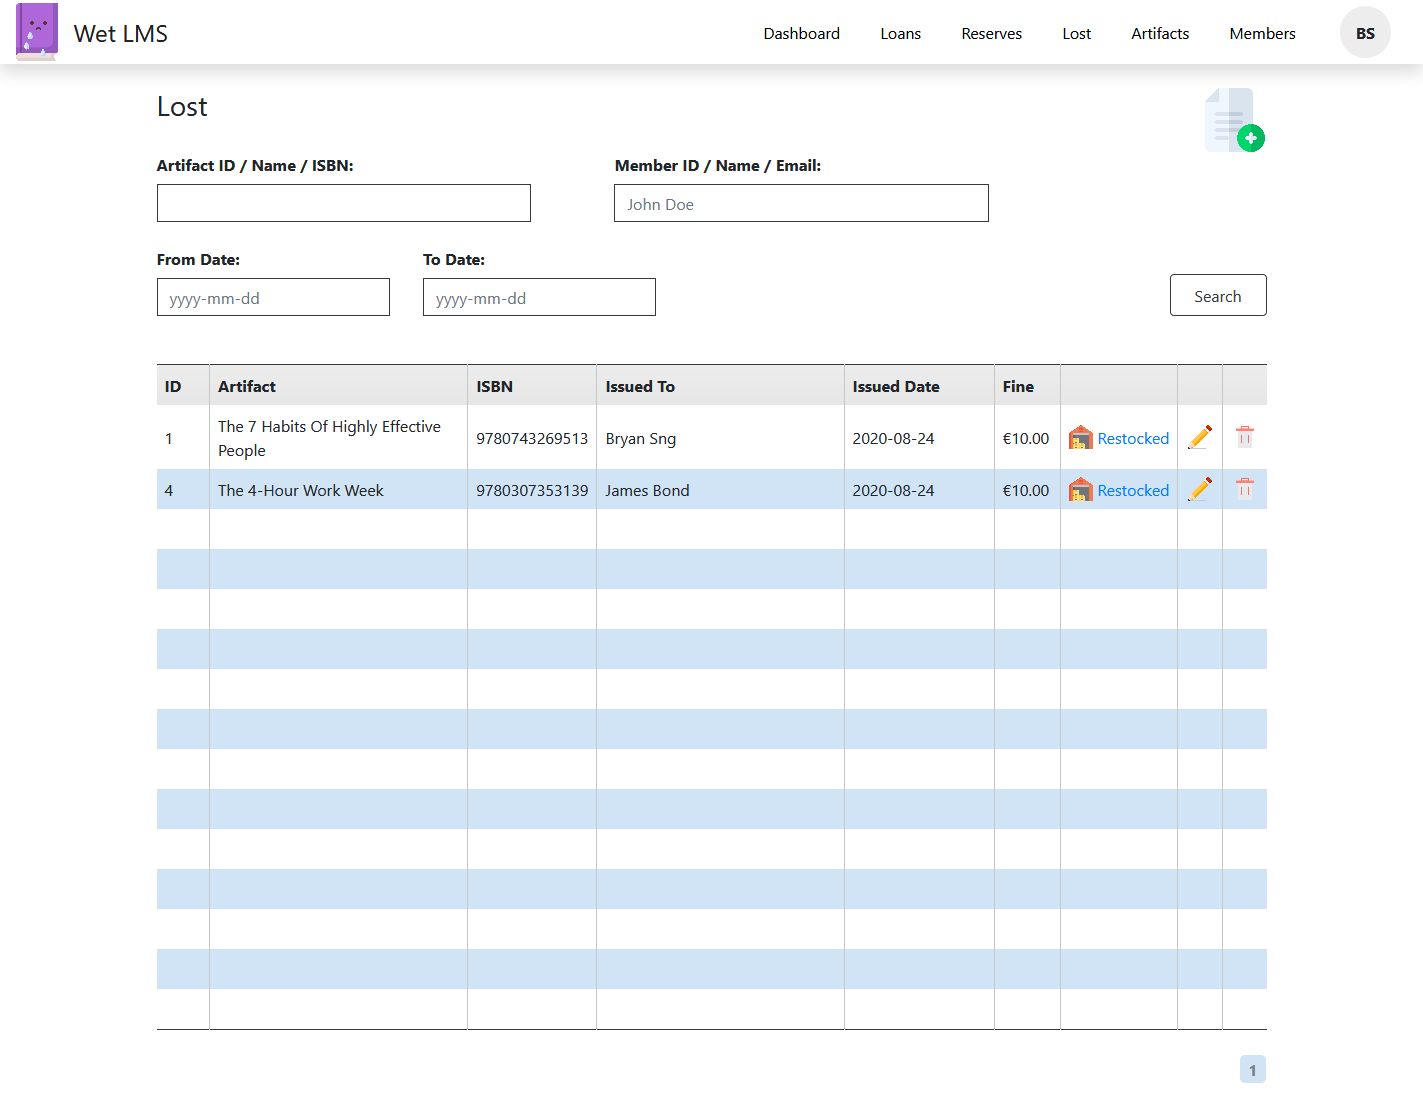 Wet LMS
Dashboard Loans Reserves Lost Artifacts Members BS
Lost
Artifact ID / Name / ISBN: Member ID / Name / Email:
John Doe
From Date: To Date:
yyyy-mm-dd yyyy-mm-dd Search
ID Artifact ISBN Issued To Issued Date Fine
1 The 7 Habits Of Highly Effective People 9780743269513 Bryan Sng 2020-08-24 €10.00 Restocked
4 The 4-Hour Work Week 9780307353139 James Bond 2020-08-24 €10.00 Restocked
1